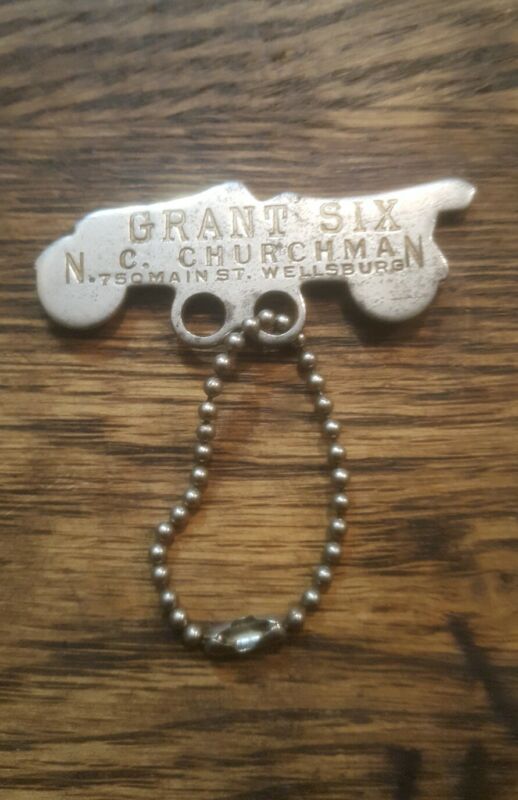 GRANT SIX
N. C. CHURCHMAN
750 MAIN ST. WELLSBURG